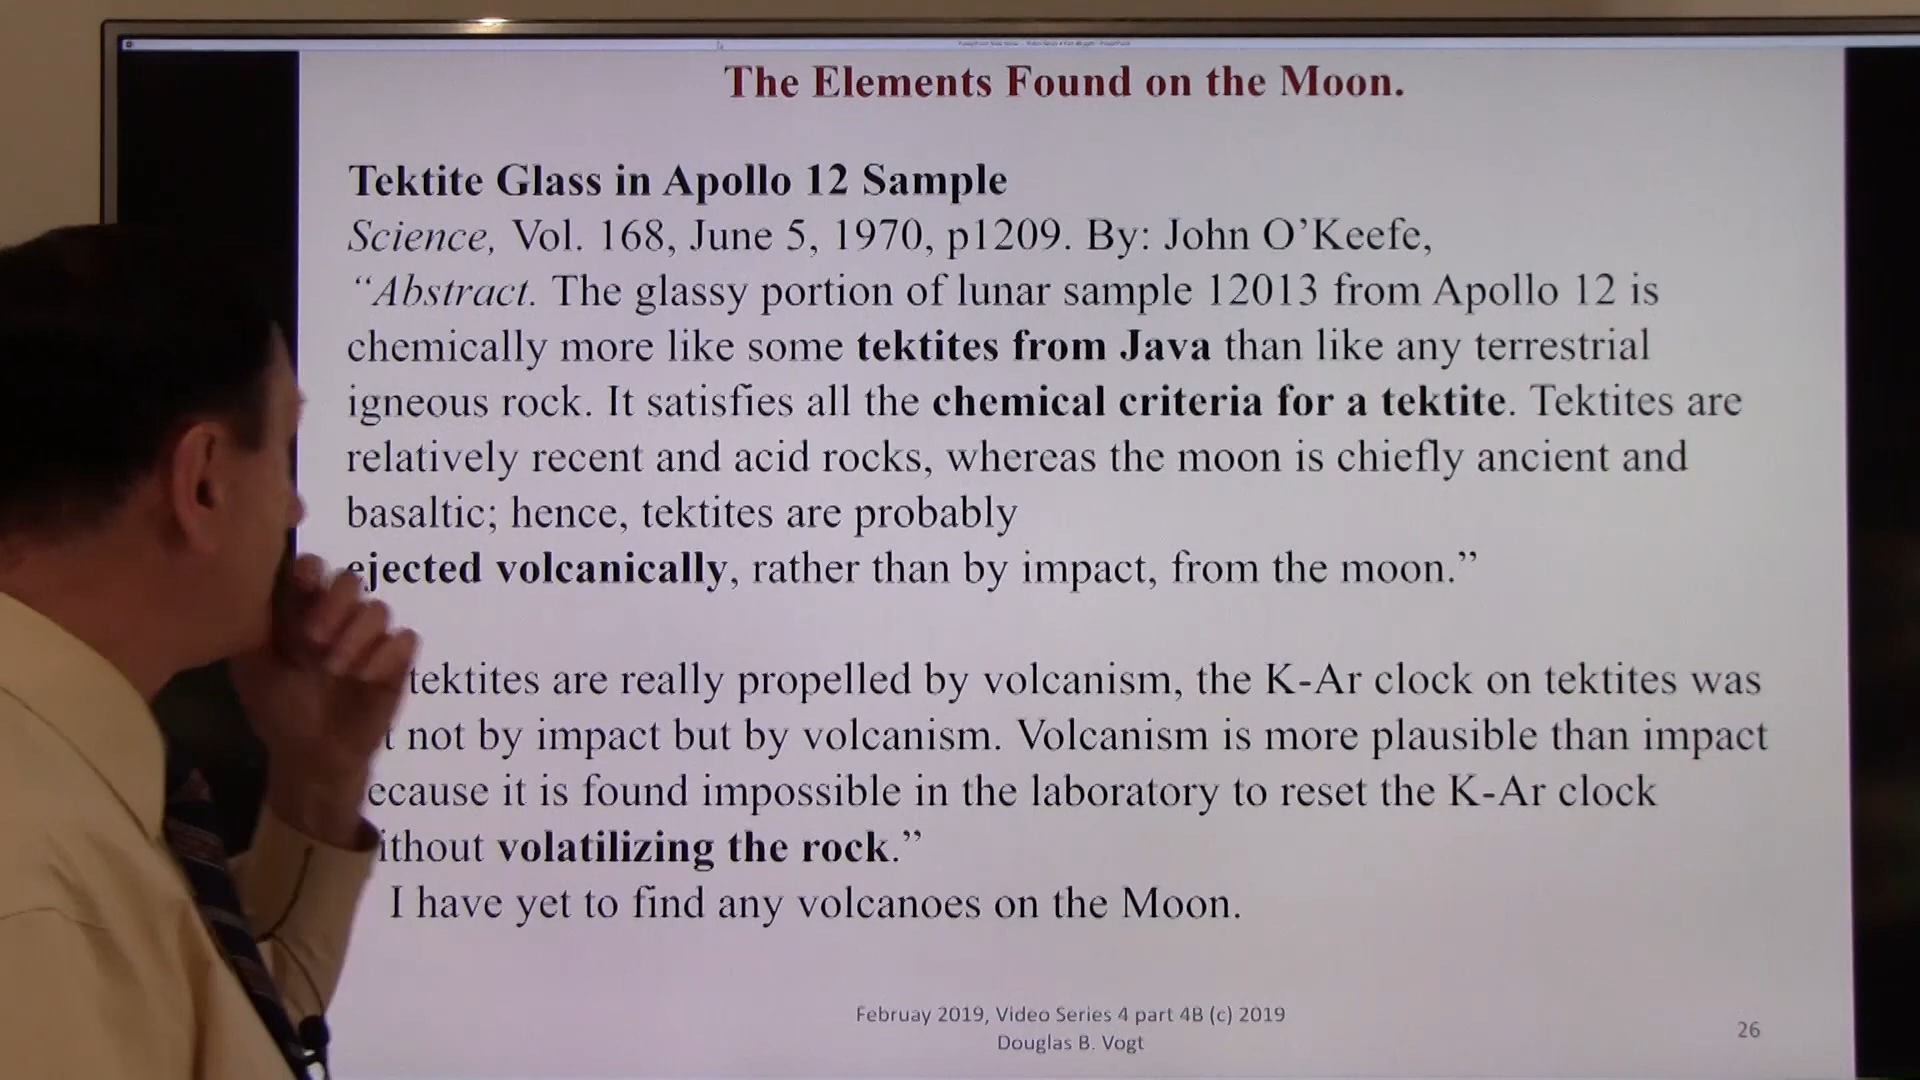 The Elements Found on the Moon.
Tektite Glass in Apollo 12 Sample
Science, Vol. 168, June 5, 1970, p1209. By: John O’Keefe,
“Abstract. The glassy portion of lunar sample 12013 from Apollo 12 is
chemically more like some tektites from Java than like any terrestrial
igneous rock. It satisfies all the chemical criteria for a tektite. Tektites are
relatively recent and acid rocks, whereas the moon is chiefly ancient and
basaltic; hence, tektites are probably
ejected volcanically, rather than by impact, from the moon.”
tektites are really propelled by volcanism, the K-Ar clock on tektites was
t not by impact but by volcanism. Volcanism is more plausible than impact
ecause it is found impossible in the laboratory to reset the K-Ar clock
ithout volatilizing the rock.”
I have yet to find any volcanoes on the Moon.
Februay 2019, Video Series 4 part 4B (c) 2019
Douglas B. Vogt
26